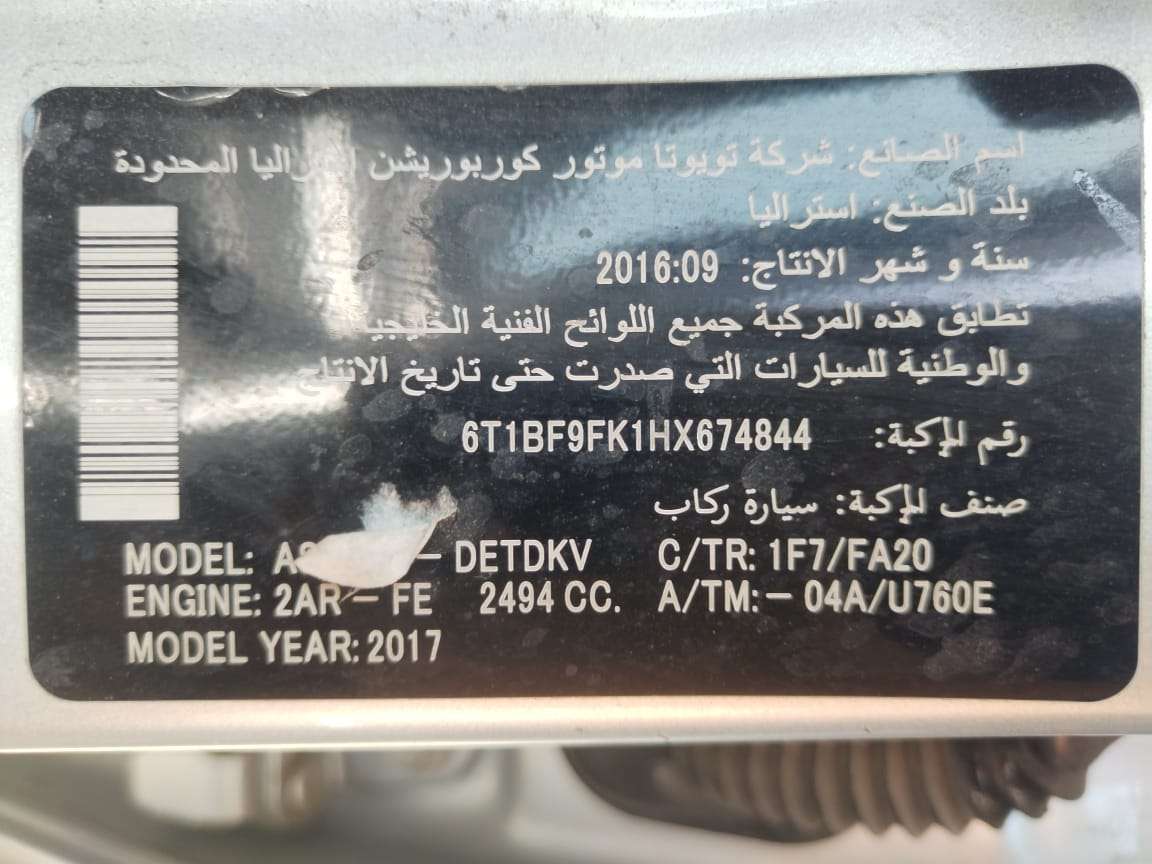 اسم الصانع: شركة تويوتا موتور كوربوريشن المحدودة
بلد الصنع: استراليا
سنة و شهر الانتاج: 2016:09
تطابق هذه المركبة جميع اللوائح الفنية
والوطنية للسيارات التي صدرت حتى تاريخ الانتاج
رقم المركبة: 6T1BF9FK1HX674844
صنف المركبة: سيارة ركاب
MODEL: DETDKV C/TR: 1F7/FA20
ENGINE: 2AR-FE 2494 CC. A/TM:- 04A/U760E
MODEL YEAR: 2017